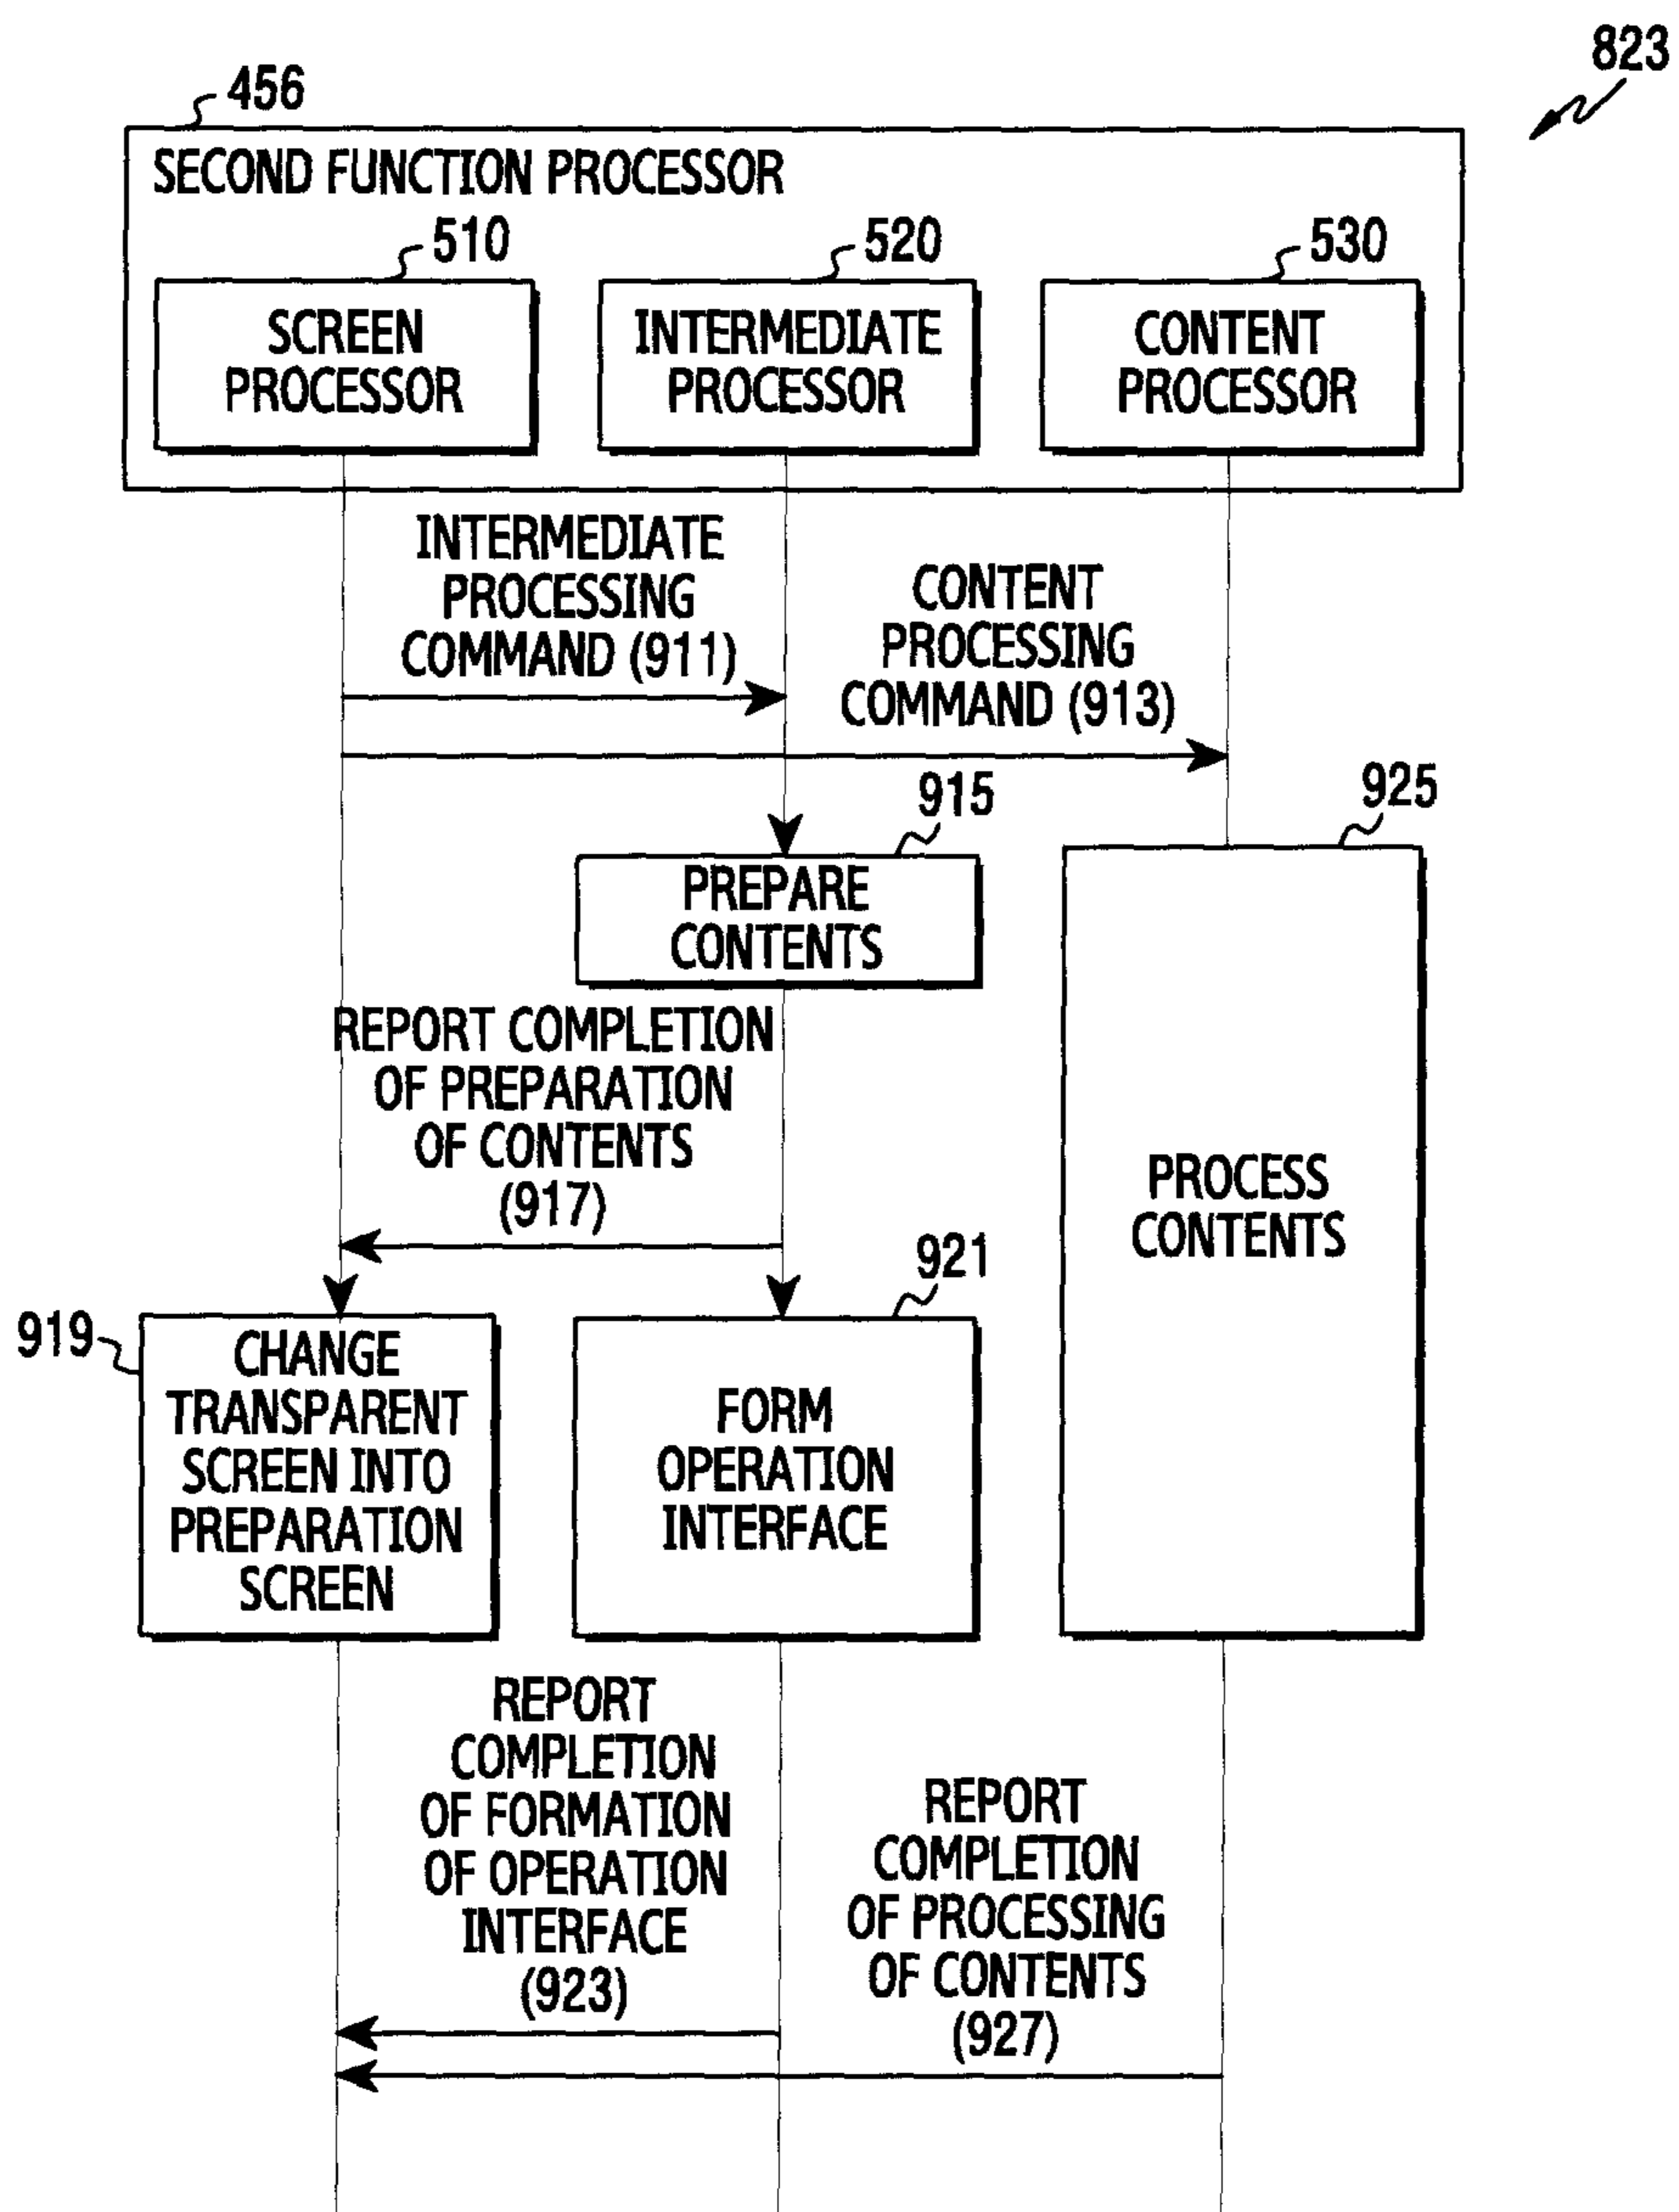 823
456
SECOND FUNCTION PROCESSOR
510
520
530
SCREEN
PROCESSOR
INTERMEDIATE
PROCESSOR
CONTENT
PROCESSOR
INTERMEDIATE
PROCESSING
COMMAND (911)
CONTENT
PROCESSING
COMMAND (913)
915
925
PREPARE
CONTENTS
REPORT COMPLETION
OF PREPARATION
OF CONTENTS
(917)
PROCESS
CONTENTS
919
921
CHANGE
TRANSPARENT
SCREEN INTO
PREPARATION
SCREEN
FORM
OPERATION
INTERFACE
REPORT
COMPLETION
OF FORMATION
OF OPERATION
INTERFACE
(923)
REPORT
COMPLETION
OF PROCESSING
OF CONTENTS
(927)